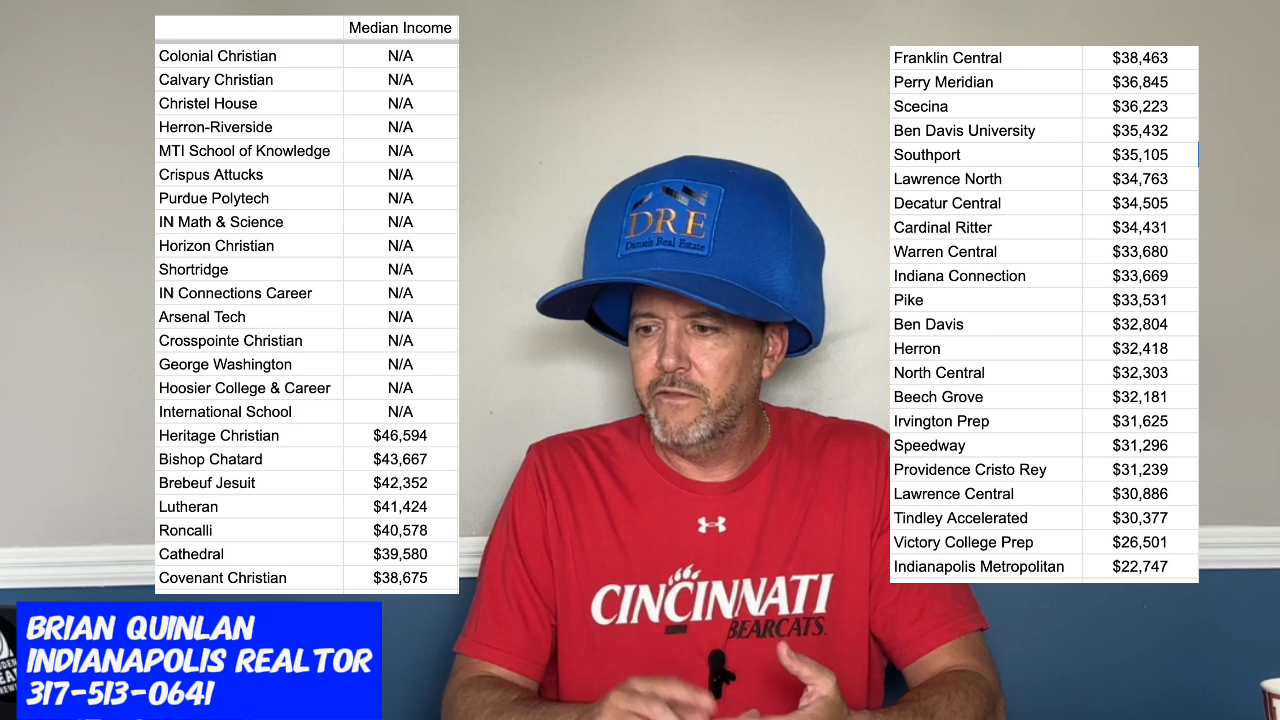 Median Income
Colonial Christian N/A
Calvary Christian N/A
Christel House N/A
Herron-Riverside N/A
MTI School of Knowledge N/A
Crispus Attucks N/A
Purdue Polytech N/A
IN Math & Science N/A
Horizon Christian N/A
Shortridge N/A
IN Connections Career N/A
Arsenal Tech N/A
Crosspointe Christian N/A
George Washington N/A
Hoosier College & Career N/A
International School N/A
Heritage Christian $46,594
Bishop Chatard $43,667
Brebeuf Jesuit $42,352
Lutheran $41,424
Roncalli $40,578
Cathedral $39,580
Covenant Christian $38,675
Franklin Central $38,463
Perry Meridian $36,845
Scecina $36,223
Ben Davis University $35,432
Southport $35,105
Lawrence North $34,763
Decatur Central $34,505
Cardinal Ritter $34,431
Warren Central $33,680
Indiana Connection $33,669
Pike $33,531
Ben Davis $32,804
Herron $32,418
North Central $32,303
Beech Grove $32,181
Irvington Prep $31,625
Speedway $31,296
Providence Cristo Rey $31,239
Lawrence Central $30,886
Tindley Accelerated $30,377
Victory College Prep $26,501
Indianapolis Metropolitan $22,747
DRE
Daniels Real Estate
CINCINNATI
BEARCATS.
BRIAN QUINLAN
INDIANAPOLIS REALTOR
317-513-0641